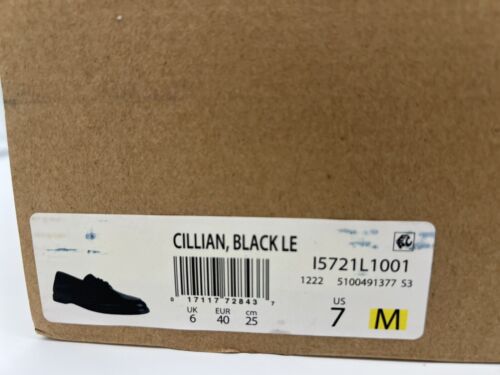 CILLIAN, BLACK LE
I5721L1001
1222 5100491377 53
0 17117 72843 7
UK EUR cm
6 40 25
US
7 M